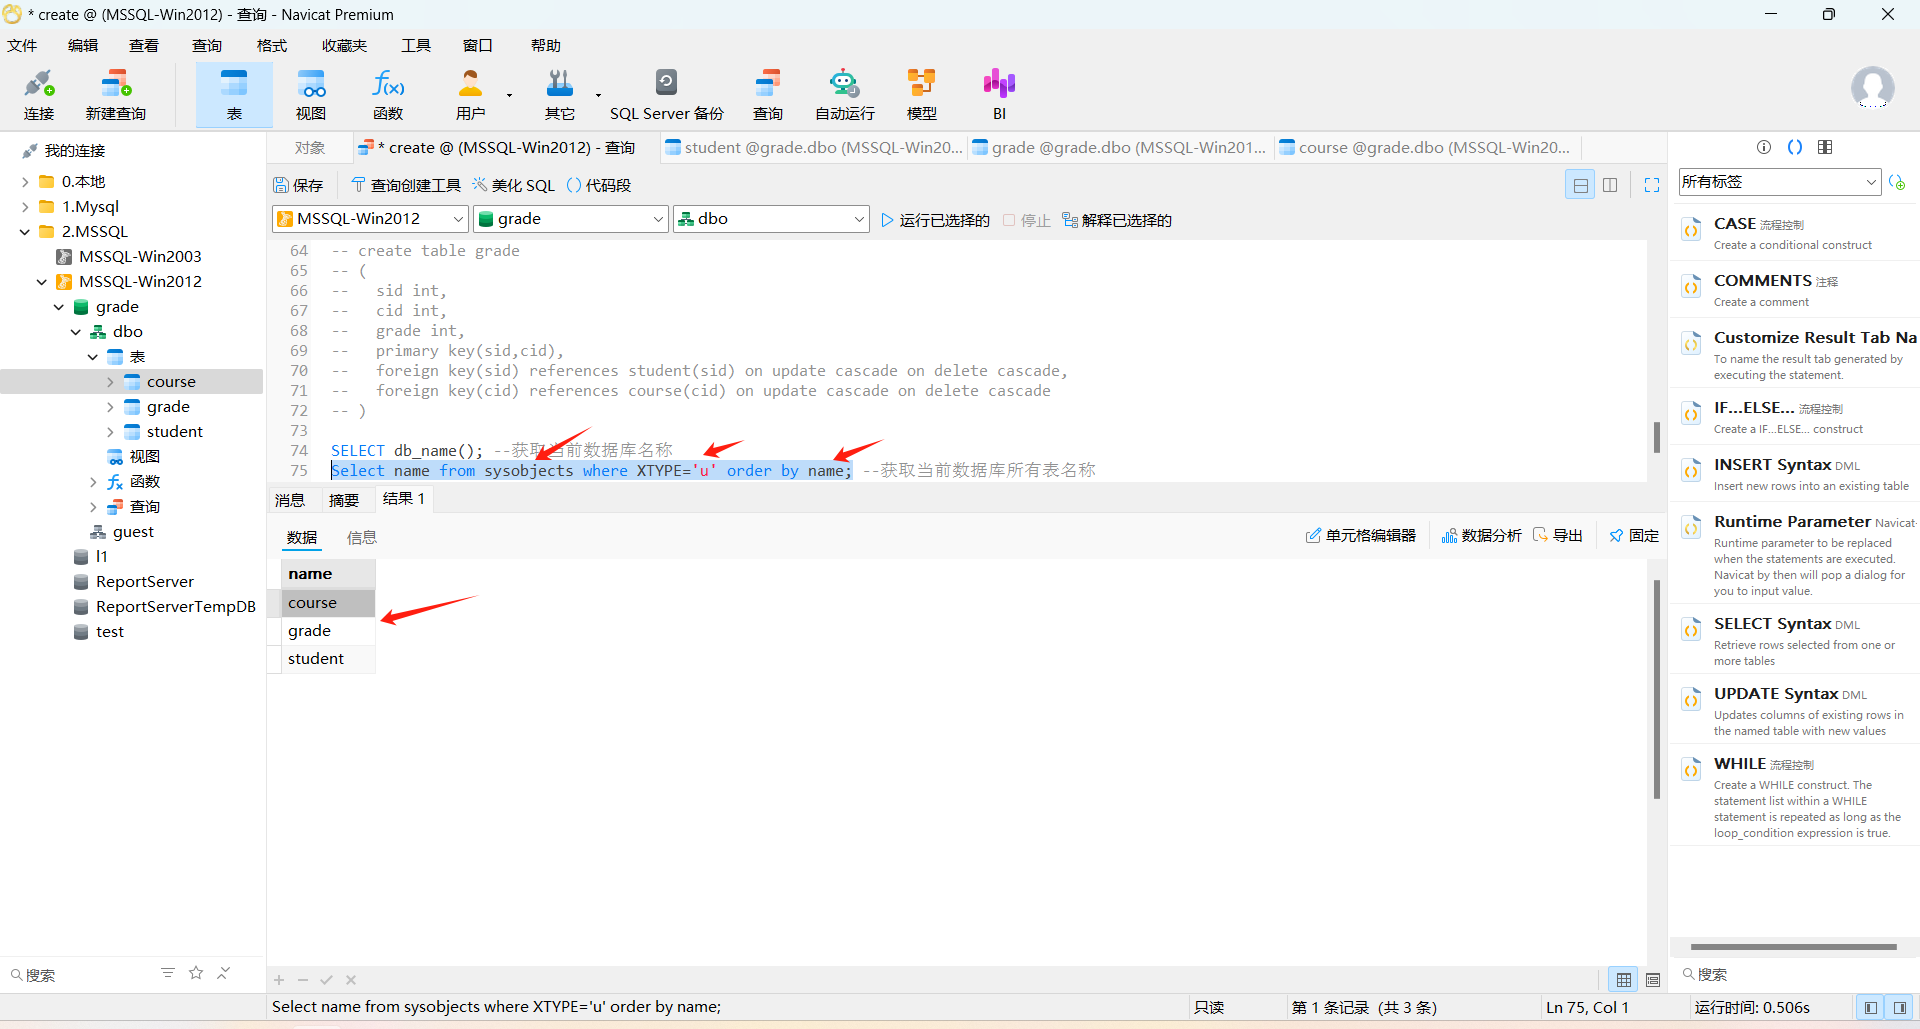 * create @ (MSSQL-Win2012) - 查询 - Navicat Premium
文件 编辑 查看 查询 格式 收藏夹 工具 窗口 帮助
连接 新建查询 表 视图 函数 用户 其它 SQL Server 备份 查询 自动运行 模型 BI
我的连接
0.本地
1.Mysql
2.MSSQL
MSSQL-Win2003
MSSQL-Win2012
grade
dbo
表
course
grade
student
视图
函数
查询
guest
l1
ReportServer
ReportServerTempDB
test
搜索
对象 * create @ (MSSQL-Win2012) - 查询 student @grade.dbo (MSSQL-Win20... grade @grade.dbo (MSSQL-Win201... course @grade.dbo (MSSQL-Win20...
保存 查询创建工具 美化 SQL 代码段
MSSQL-Win2012 grade dbo 运行已选择的 停止 解释已选择的
64 -- create table grade
65 -- (
66 -- sid int,
67 -- cid int,
68 -- grade int,
69 -- primary key(sid,cid),
70 -- foreign key(sid) references student(sid) on update cascade on delete cascade,
71 -- foreign key(cid) references course(cid) on update cascade on delete cascade
72 -- )
73
74 SELECT db_name(); --获取当前数据库名称
75 Select name from sysobjects where XTYPE='u' order by name; --获取当前数据库所有表名称
消息 摘要 结果 1
数据 信息 单元格编辑器 数据分析 导出 固定
name
course
grade
student
Select name from sysobjects where XTYPE='u' order by name; 只读 第 1 条记录 (共 3 条) Ln 75, Col 1 运行时间: 0.506s
所有标签
CASE 流程控制
Create a conditional construct
COMMENTS 注释
Create a comment
Customize Result Tab Na
To name the result tab generated by
executing the statement.
IF...ELSE... 流程控制
Create a IF...ELSE... construct
INSERT Syntax DML
Insert new rows into an existing table
Runtime Parameter Navicat
Runtime parameter to be replaced
when the statements are executed.
Navicat by then will pop a dialog for
you to input value.
SELECT Syntax DML
Retrieve rows selected from one or
more tables
UPDATE Syntax DML
Updates columns of existing rows in
the named table with new values
WHILE 流程控制
Create a WHILE construct. The
statement list within a WHILE
statement is repeated as long as the
loop_condition expression is true.
搜索